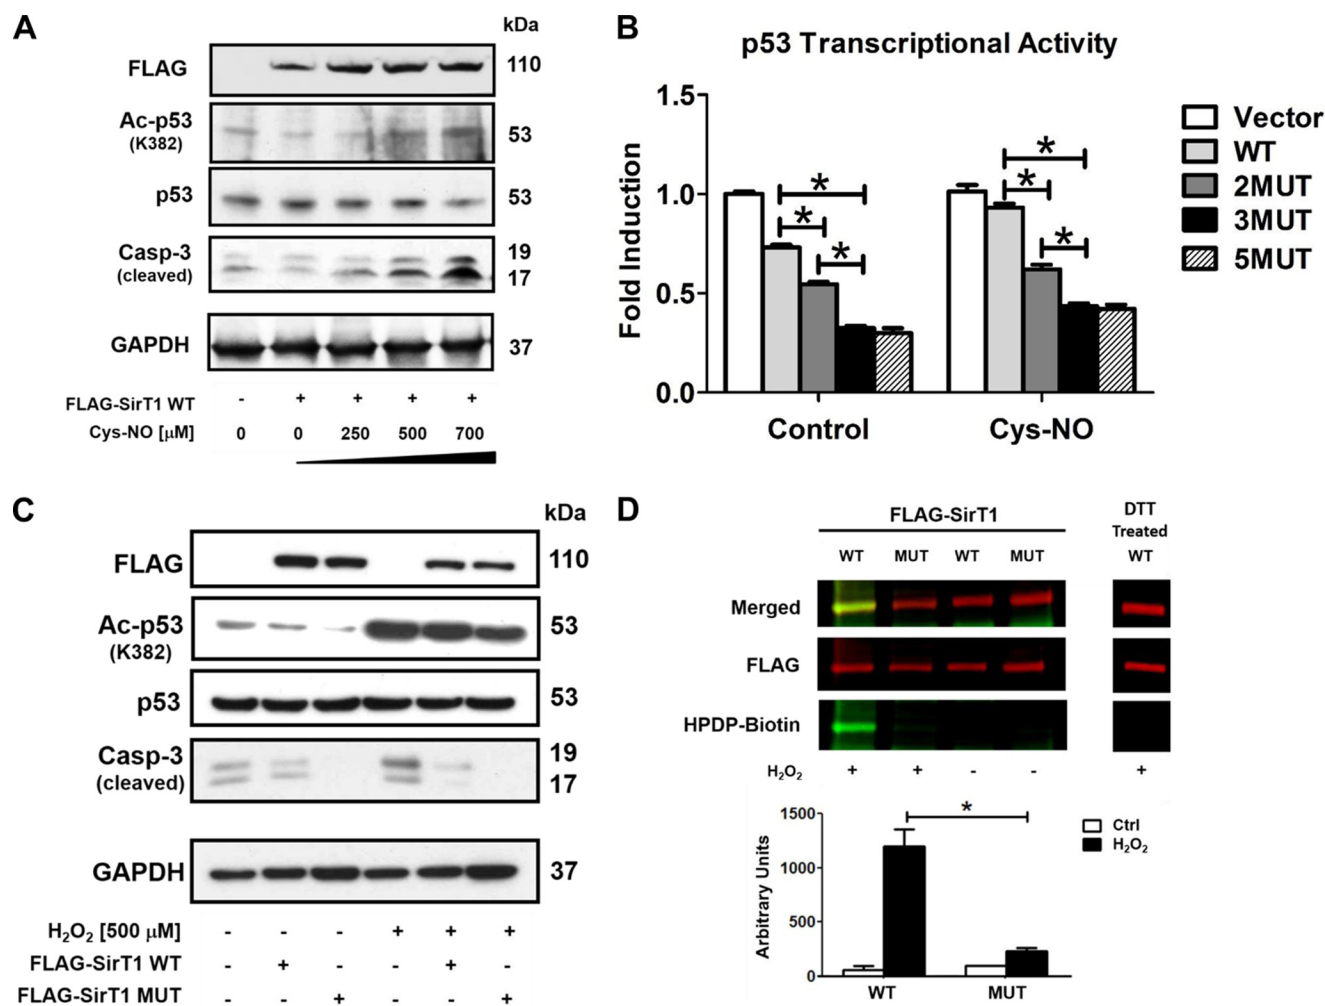 A
kDa
FLAG
110
Ac-p53
(K382)
53
p53
53
Casp-3
(cleaved)
19
17
GAPDH
37
FLAG-SirT1 WT - + + + +
Cys-NO [μM] 0 0 250 500 700
B
p53 Transcriptional Activity
Fold Induction
1.5
1.0
0.5
0.0
* * *
* * *
Control
Cys-NO
Vector
WT
2MUT
3MUT
5MUT
C
kDa
FLAG
110
Ac-p53
(K382)
53
p53
53
Casp-3
(cleaved)
19
17
GAPDH
37
H₂O₂ [500 μM] - - - + + +
FLAG-SirT1 WT - + - +
FLAG-SirT1 MUT - + - +
D
FLAG-SirT1
DTT
Treated
WT MUT WT MUT WT
Merged
FLAG
HPDP-Biotin
H₂O₂ + + - - +
Arbitrary Units
1500
1000
500
0
*
Ctrl
H₂O₂
WT
MUT